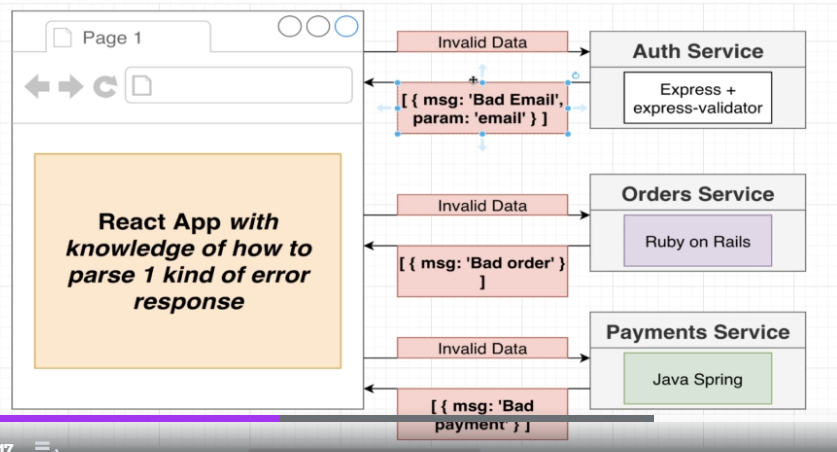 Page 1
Invalid Data
Auth Service
Express +
express-validator
[ { msg: 'Bad Email',
param: 'email' } ]
React App with
knowledge of how to
parse 1 kind of error
response
Invalid Data
Orders Service
Ruby on Rails
[ { msg: 'Bad order' }
]
Invalid Data
Payments Service
Java Spring
[ { msg: 'Bad
payment' } ]